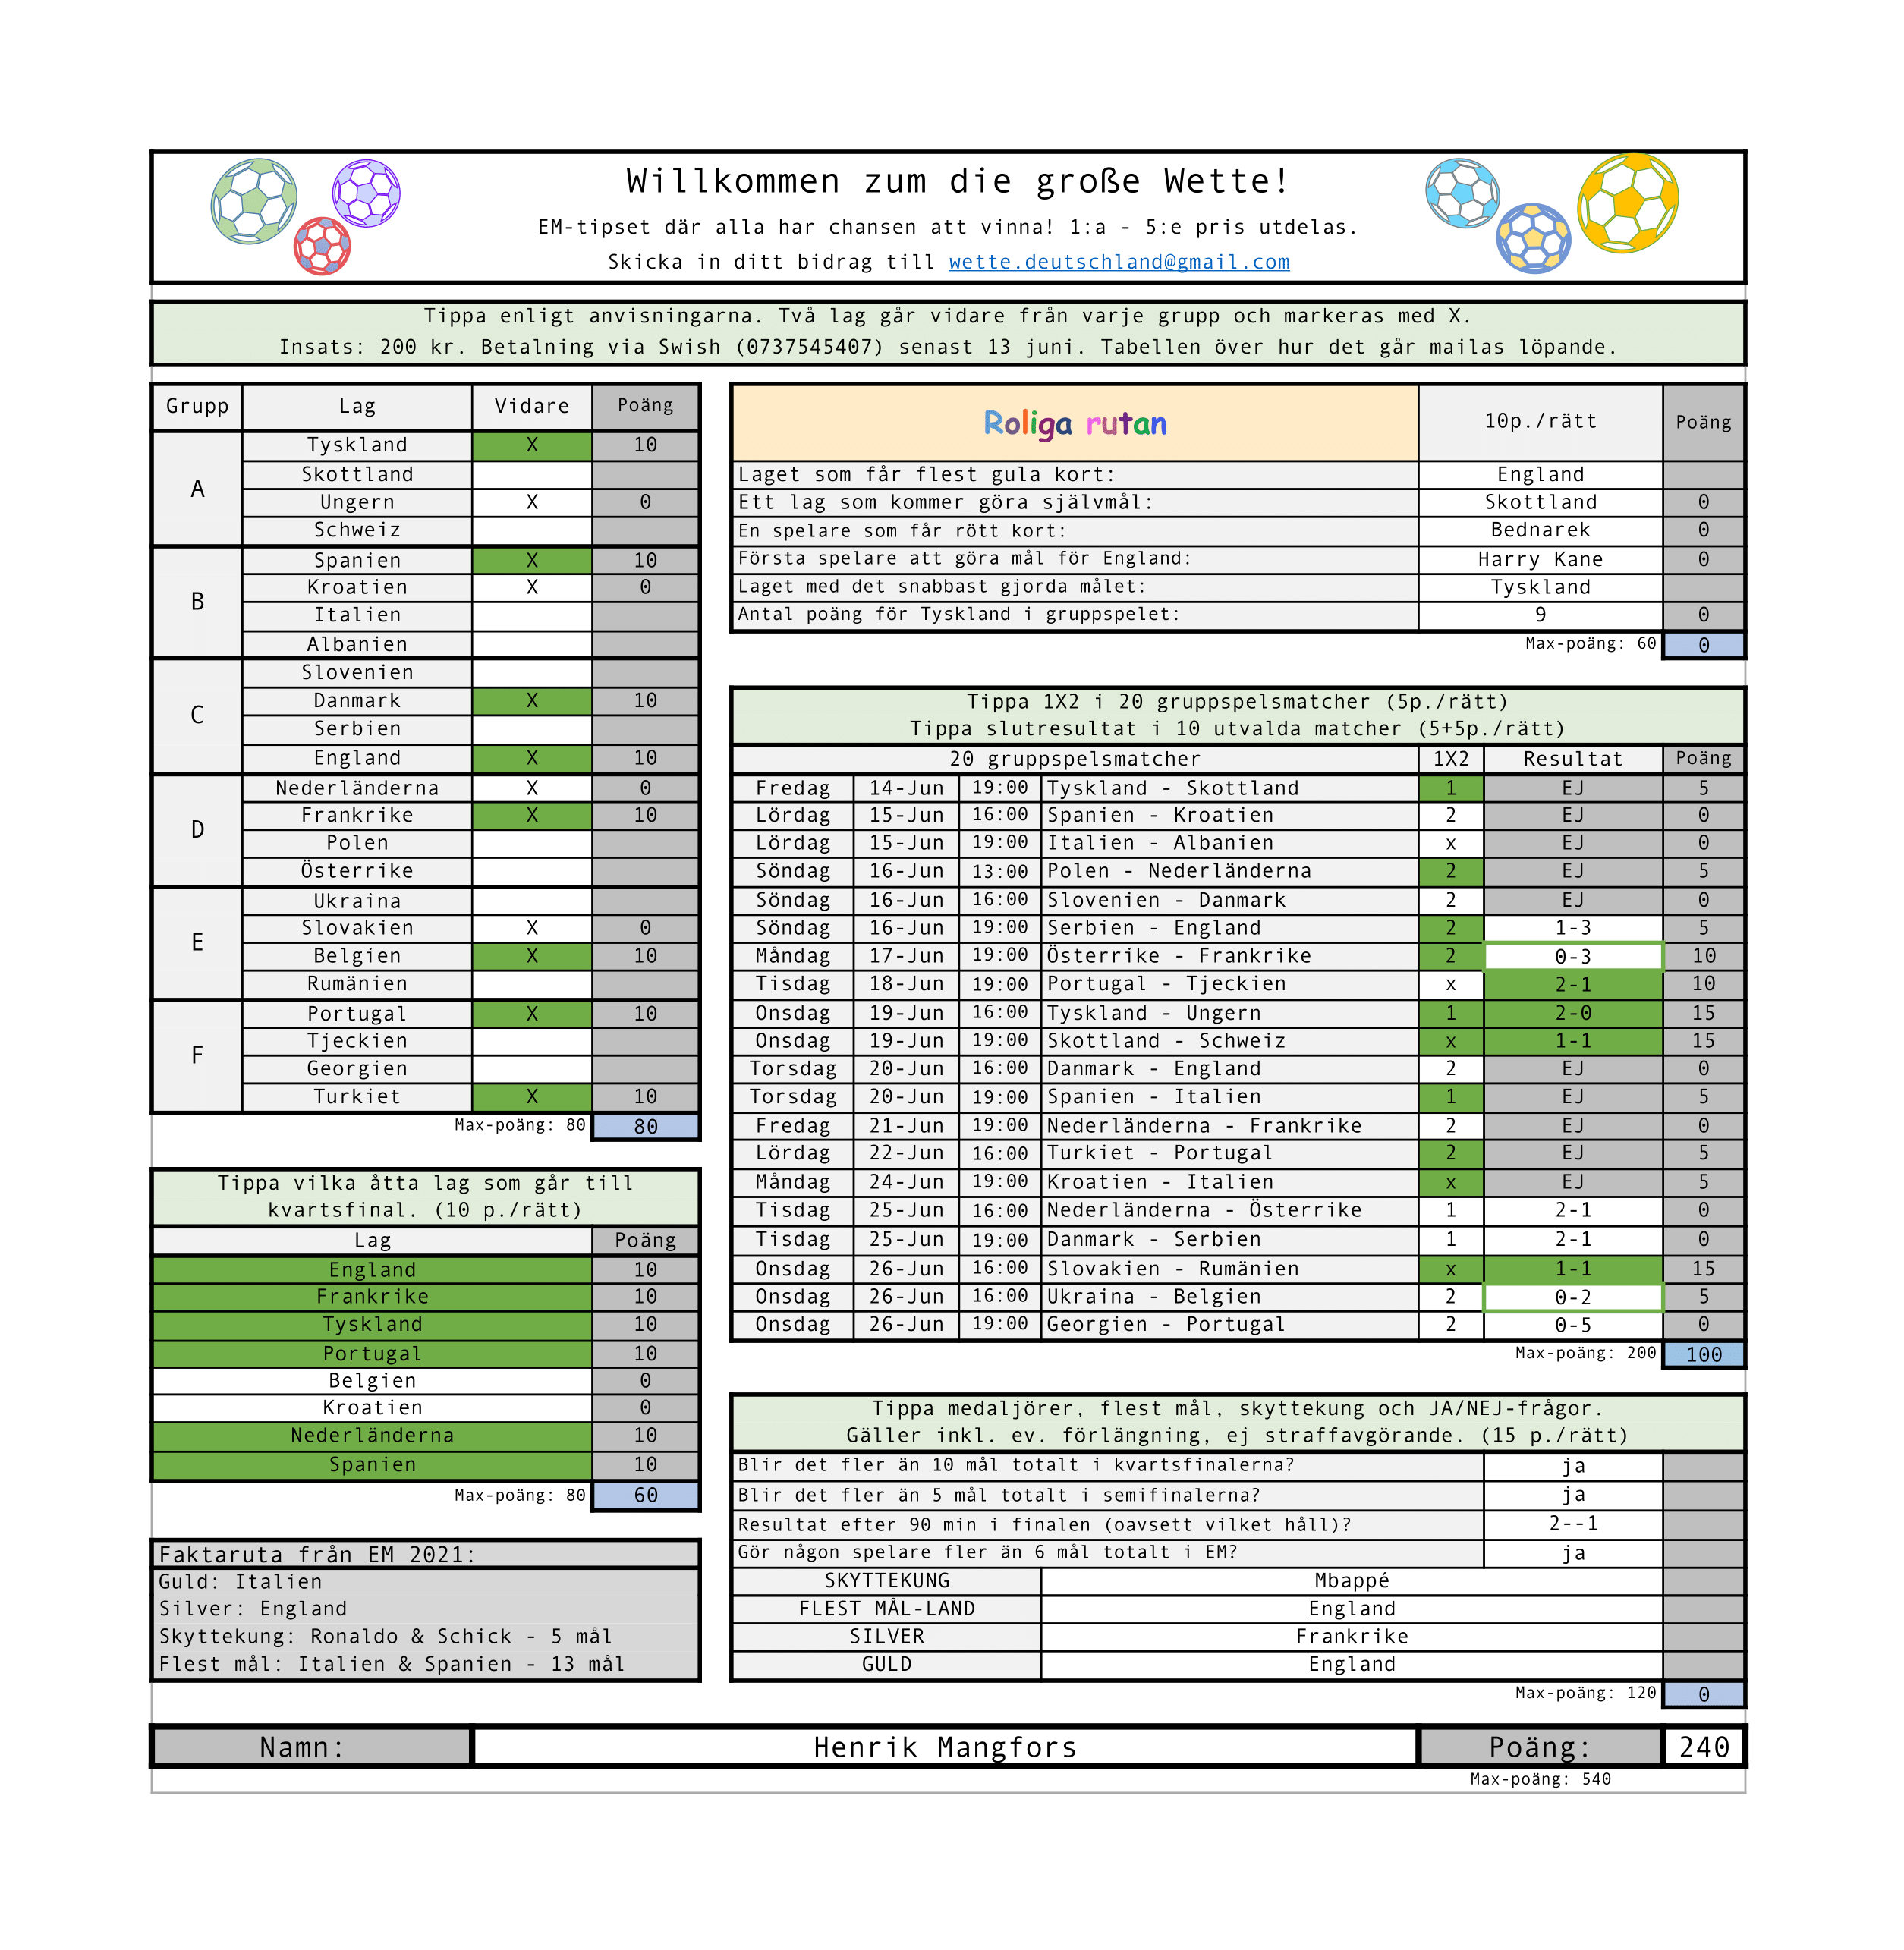 Willkommen zum die große Wette!
EM-tipset där alla har chansen att vinna! 1:a - 5:e pris utdelas.
Skicka in ditt bidrag till wette.deutschland@gmail.com
Tippa enligt anvisningarna. Två lag går vidare från varje grupp och markeras med X.
Insats: 200 kr. Betalning via Swish (0737545407) senast 13 juni. Tabellen över hur det går mailas löpande.
Grupp Lag Vidare Poäng
A
Tyskland X 10
Skottland
Ungern X 0
Schweiz
B
Spanien X 10
Kroatien X 0
Italien
Albanien
C
Slovenien
Danmark X 10
Serbien
England X 10
D
Nederländerna X 0
Frankrike X 10
Polen
Österrike
E
Ukraina
Slovakien X 0
Belgien X 10
Rumänien
F
Portugal X 10
Tjeckien
Georgien
Turkiet X 10
Max-poäng: 80 80
Tippa vilka åtta lag som går till
kvartsfinal. (10 p./rätt)
Lag Poäng
England 10
Frankrike 10
Tyskland 10
Portugal 10
Belgien 0
Kroatien 0
Nederländerna 10
Spanien 10
Max-poäng: 80 60
Faktaruta från EM 2021:
Guld: Italien
Silver: England
Skyttekung: Ronaldo & Schick - 5 mål
Flest mål: Italien & Spanien - 13 mål
Roliga rutan 10p./rätt Poäng
Laget som får flest gula kort: England
Ett lag som kommer göra självmål: Skottland 0
En spelare som får rött kort: Bednarek 0
Första spelare att göra mål för England: Harry Kane 0
Laget med det snabbast gjorda målet: Tyskland
Antal poäng för Tyskland i gruppspelet: 9 0
Max-poäng: 60 0
Tippa 1X2 i 20 gruppspelsmatcher (5p./rätt)
Tippa slutresultat i 10 utvalda matcher (5+5p./rätt)
20 gruppspelsmatcher 1X2 Resultat Poäng
Fredag 14-Jun 19:00 Tyskland - Skottland 1 EJ 5
Lördag 15-Jun 16:00 Spanien - Kroatien 2 EJ 0
Lördag 15-Jun 19:00 Italien - Albanien x EJ 0
Söndag 16-Jun 13:00 Polen - Nederländerna 2 EJ 5
Söndag 16-Jun 16:00 Slovenien - Danmark 2 EJ 0
Söndag 16-Jun 19:00 Serbien - England 2 1-3 5
Måndag 17-Jun 19:00 Österrike - Frankrike 2 0-3 10
Tisdag 18-Jun 19:00 Portugal - Tjeckien x 2-1 10
Onsdag 19-Jun 16:00 Tyskland - Ungern 1 2-0 15
Onsdag 19-Jun 19:00 Skottland - Schweiz x 1-1 15
Torsdag 20-Jun 16:00 Danmark - England 2 EJ 0
Torsdag 20-Jun 19:00 Spanien - Italien 1 EJ 5
Fredag 21-Jun 19:00 Nederländerna - Frankrike 2 EJ 0
Lördag 22-Jun 16:00 Turkiet - Portugal 2 EJ 5
Måndag 24-Jun 19:00 Kroatien - Italien x EJ 5
Tisdag 25-Jun 16:00 Nederländerna - Österrike 1 2-1 0
Tisdag 25-Jun 19:00 Danmark - Serbien 1 2-1 0
Onsdag 26-Jun 16:00 Slovakien - Rumänien x 1-1 15
Onsdag 26-Jun 16:00 Ukraina - Belgien 2 0-2 5
Onsdag 26-Jun 19:00 Georgien - Portugal 2 0-5 0
Max-poäng: 200 100
Tippa medaljörer, flest mål, skyttekung och JA/NEJ-frågor.
Gäller inkl. ev. förlängning, ej straffavgörande. (15 p./rätt)
Blir det fler än 10 mål totalt i kvartsfinalerna? ja
Blir det fler än 5 mål totalt i semifinalerna? ja
Resultat efter 90 min i finalen (oavsett vilket håll)? 2--1
Gör någon spelare fler än 6 mål totalt i EM? ja
SKYTTEKUNG Mbappé
FLEST MÅL-LAND England
SILVER Frankrike
GULD England
Max-poäng: 120 0
Namn: Henrik Mangfors Poäng: 240
Max-poäng: 540